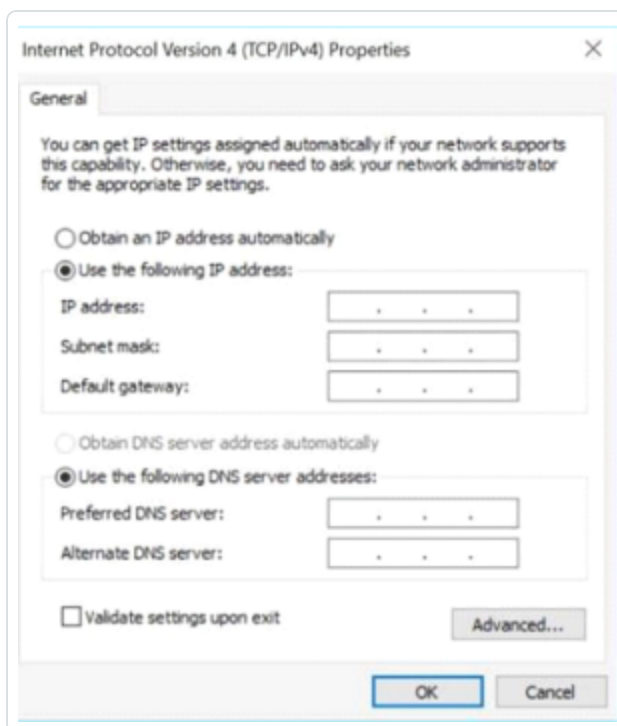 Internet Protocol Version 4 (TCP/IPv4) Properties
General
You can get IP settings assigned automatically if your network supports
this capability. Otherwise, you need to ask your network administrator
for the appropriate IP settings.
Obtain an IP address automatically
Use the following IP address:
IP address:
Subnet mask:
Default gateway:
Obtain DNS server address automatically
Use the following DNS server addresses:
Preferred DNS server:
Alternate DNS server:
Validate settings upon exit
Advanced...
OK
Cancel